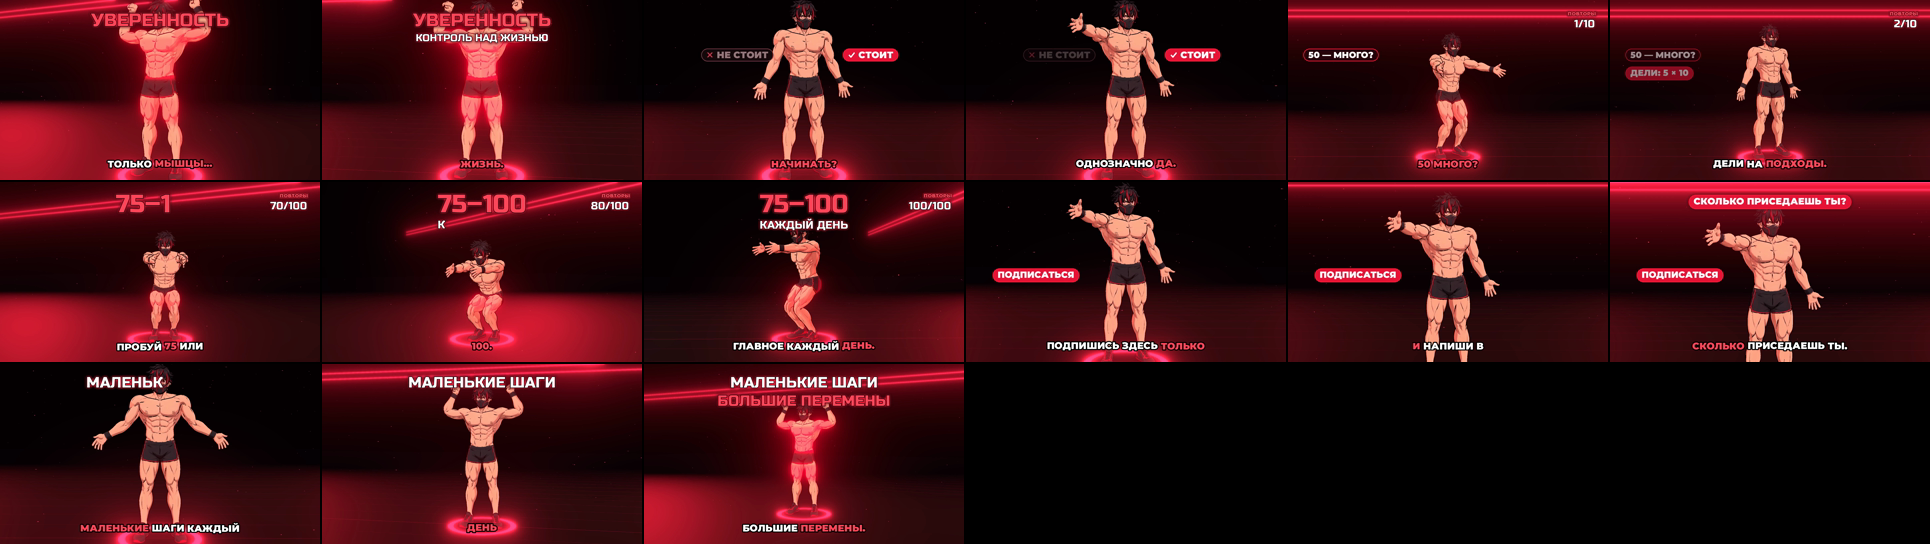 УВЕРЕННОСТЬ
ТОЛЬКО МЫШЦЫ...
УВЕРЕННОСТЬ
КОНТРОЛЬ НАД ЖИЗНЬЮ
ЖИЗНЬ.
× НЕ СТОИТ
✓ СТОИТ
НАЧИНАТЬ?
× НЕ СТОИТ
✓ СТОИТ
ОДНОЗНАЧНО ДА.
ПОВТОРЫ
1/10
50 — МНОГО?
50 МНОГО?
ПОВТОРЫ
2/10
50 — МНОГО?
ДЕЛИ: 5 × 10
ДЕЛИ НА ПОДХОДЫ.
75–1
ПОВТОРЫ
70/100
ПРОБУЙ 75 ИЛИ
75–100
ПОВТОРЫ
80/100
К
100.
75–100
ПОВТОРЫ
100/100
КАЖДЫЙ ДЕНЬ
ГЛАВНОЕ КАЖДЫЙ ДЕНЬ.
ПОДПИСАТЬСЯ
ПОДПИШИСЬ ЗДЕСЬ ТОЛЬКО
ПОДПИСАТЬСЯ
И НАПИШИ В
СКОЛЬКО ПРИСЕДАЕШЬ ТЫ?
ПОДПИСАТЬСЯ
СКОЛЬКО ПРИСЕДАЕШЬ ТЫ.
МАЛЕНЬК
МАЛЕНЬКИЕ ШАГИ КАЖДЫЙ
МАЛЕНЬКИЕ ШАГИ
ДЕНЬ
МАЛЕНЬКИЕ ШАГИ
БОЛЬШИЕ ПЕРЕМЕНЫ
БОЛЬШИЕ ПЕРЕМЕНЫ.